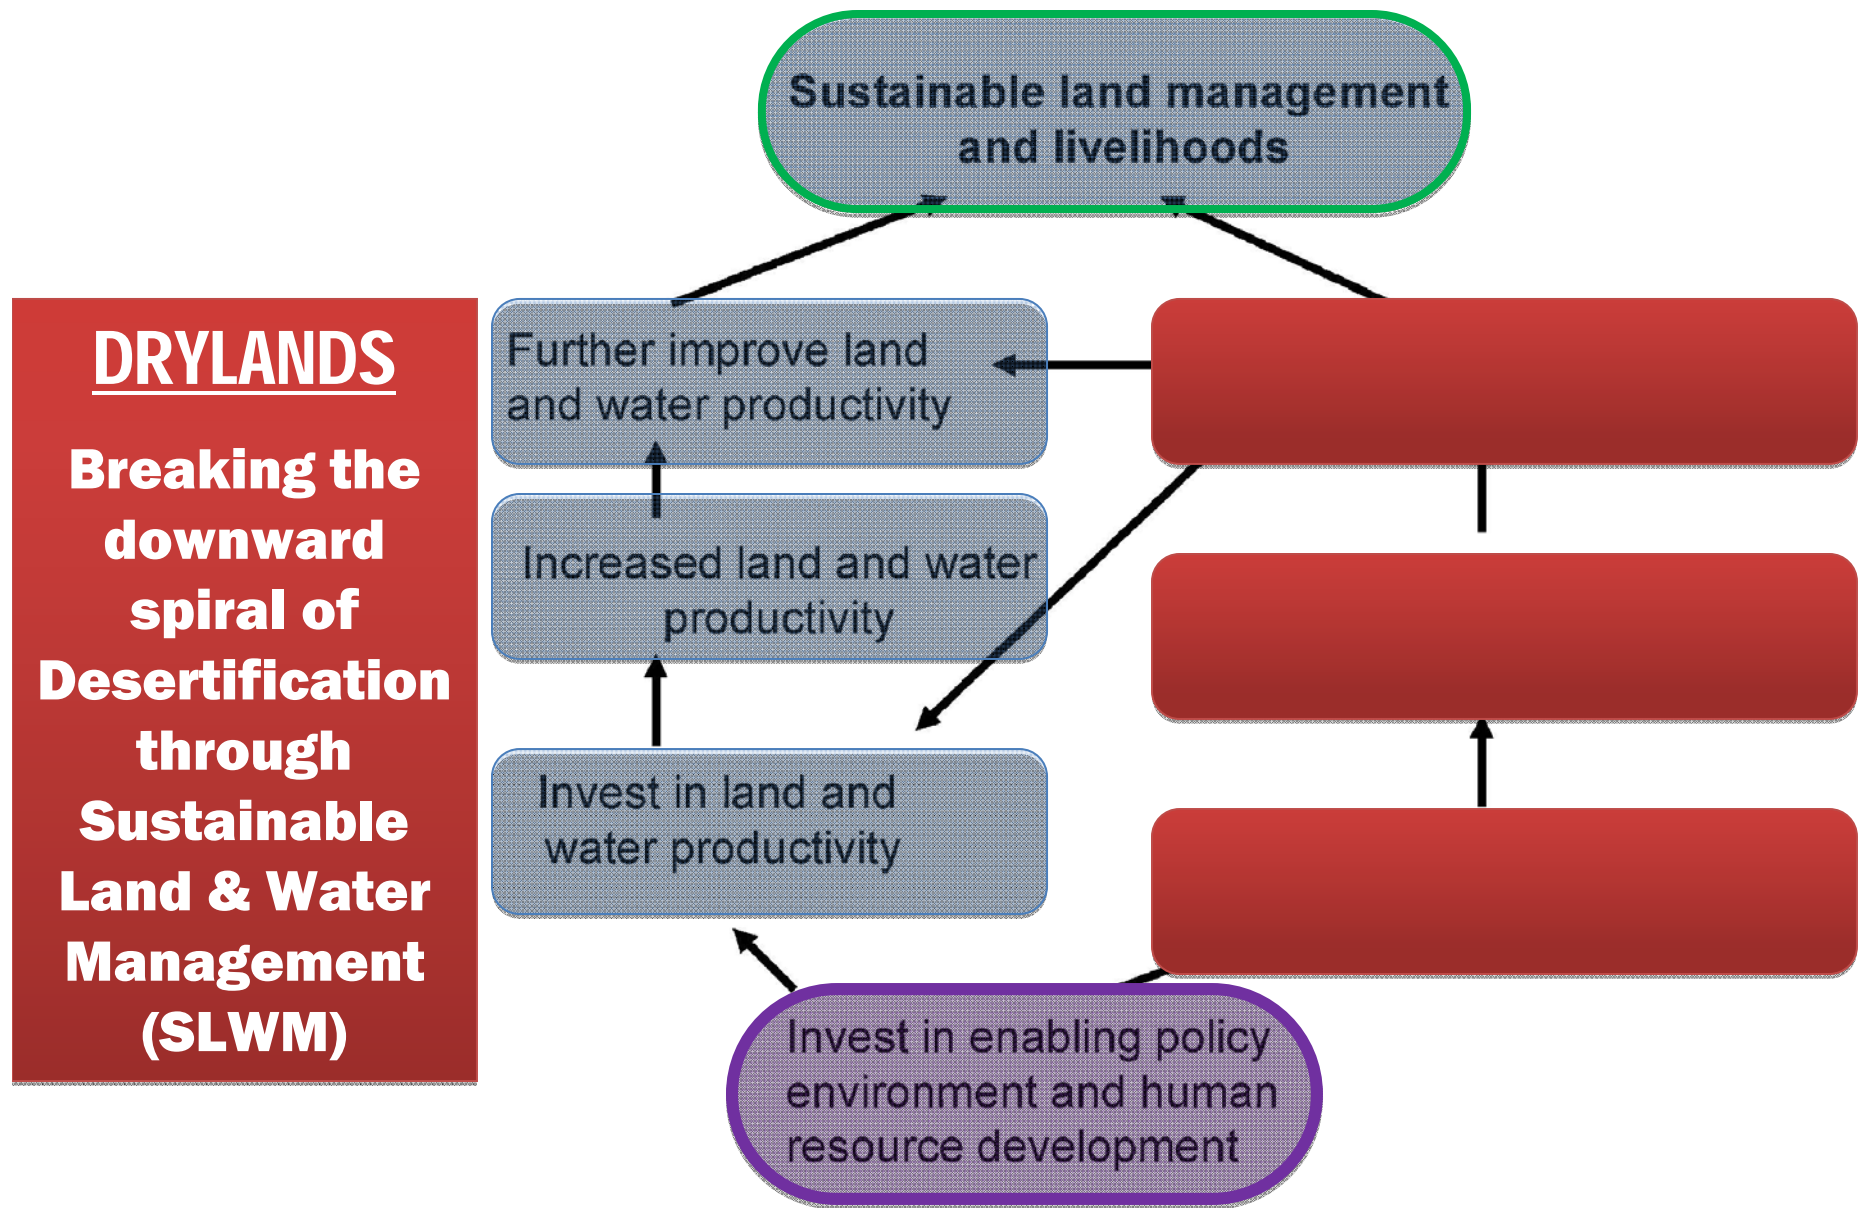 Sustainable land management
and livelihoods
DRYLANDS
Breaking the
downward
spiral of
Desertification
through
Sustainable
Land & Water
Management
(SLWM)
Further improve land
and water productivity
Increased land and water
productivity
Invest in land and
water productivity
Invest in enabling policy
environment and human
resource development